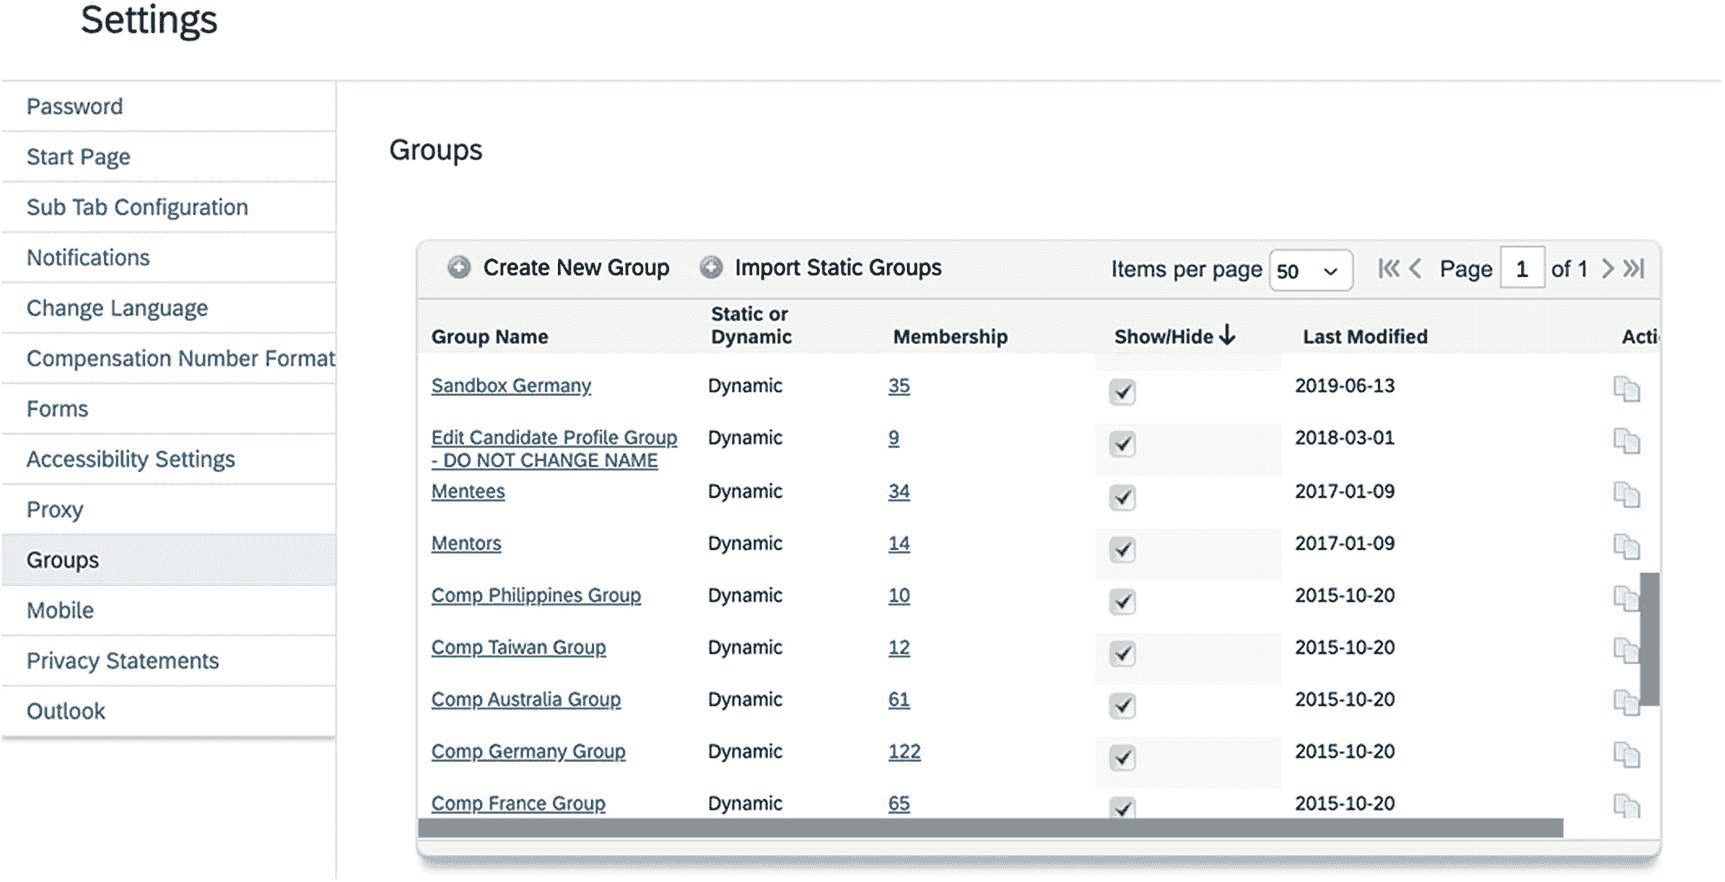 Settings
Password
Start Page
Sub Tab Configuration
Notifications
Change Language
Compensation Number Format
Forms
Accessibility Settings
Proxy
Groups
Mobile
Privacy Statements
Outlook
Groups
Create New Group Import Static Groups Items per page 50 Page 1 of 1
Group Name Static or Dynamic Membership Show/Hide Last Modified Acti
Sandbox Germany Dynamic 35 2019-06-13
Edit Candidate Profile Group Dynamic 9 2018-03-01
- DO NOT CHANGE NAME
Mentees Dynamic 34 2017-01-09
Mentors Dynamic 14 2017-01-09
Comp Philippines Group Dynamic 10 2015-10-20
Comp Taiwan Group Dynamic 12 2015-10-20
Comp Australia Group Dynamic 61 2015-10-20
Comp Germany Group Dynamic 122 2015-10-20
Comp France Group Dynamic 65 2015-10-20